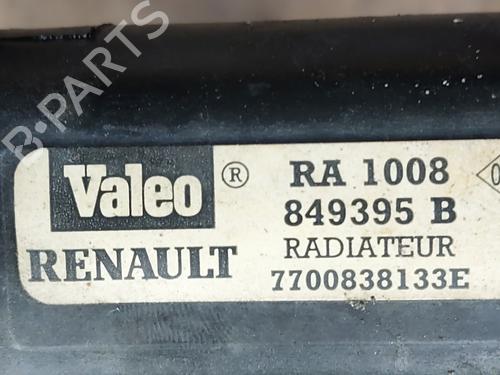 B-PARTS
Valeo ® RA 1008
849395 B
RENAULT RADIATEUR
7700838133E